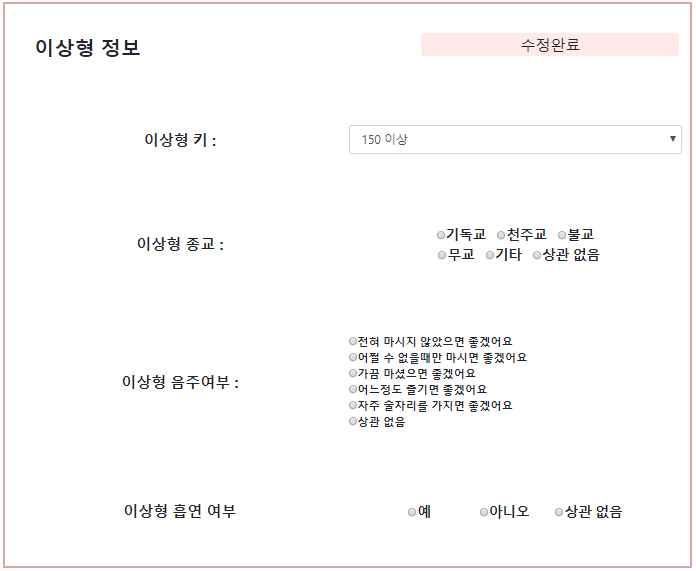 이상형 정보
수정완료
이상형 키 :
150 이상
이상형 종교 :
기독교 천주교 불교
무교 기타 상관 없음
이상형 음주여부 :
전혀 마시지 않았으면 좋겠어요
어쩔 수 없을때만 마시면 좋겠어요
가끔 마셨으면 좋겠어요
어느정도 즐기면 좋겠어요
자주 술자리를 가지면 좋겠어요
상관 없음
이상형 흡연 여부
예 아니오 상관 없음